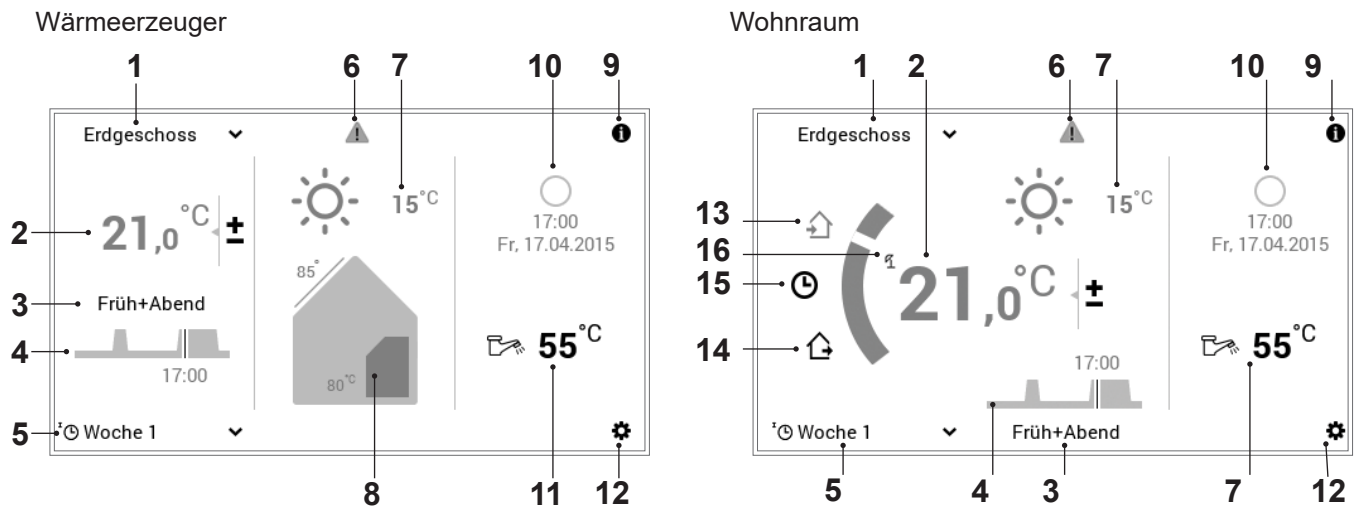 Wärmeerzeuger
1 6 7 10 9
Erdgeschoss
15°C
2 21,0 °C ±
17:00
Fr, 17.04.2015
85°
3 Früh+Abend
4
17:00
80°C
55°C
5 Woche 1
8 11 12
Wohnraum
1 2 6 7 10 9
Erdgeschoss
15°C
13
17:00
Fr, 17.04.2015
16
15 21,0 °C ±
14
17:00
55°C
Woche 1 Früh+Abend
5 4 3 7 12